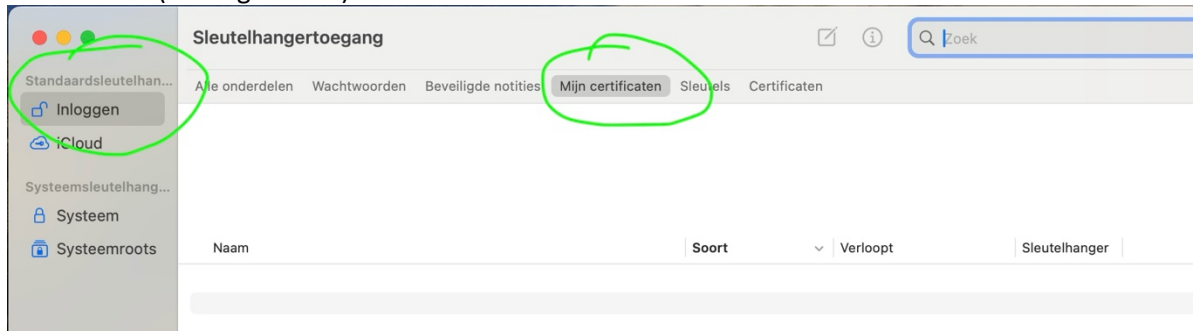 Sleutelhangertoegang
Zoek
Standaardsleutelhan...
Alle onderdelen Wachtwoorden Beveiligde notities Mijn certificaten Sleutels Certificaten
Inloggen
iCloud
Systeemsleutelhang...
Systeem
Systeemroots
Naam Soort Verloopt Sleutelhanger